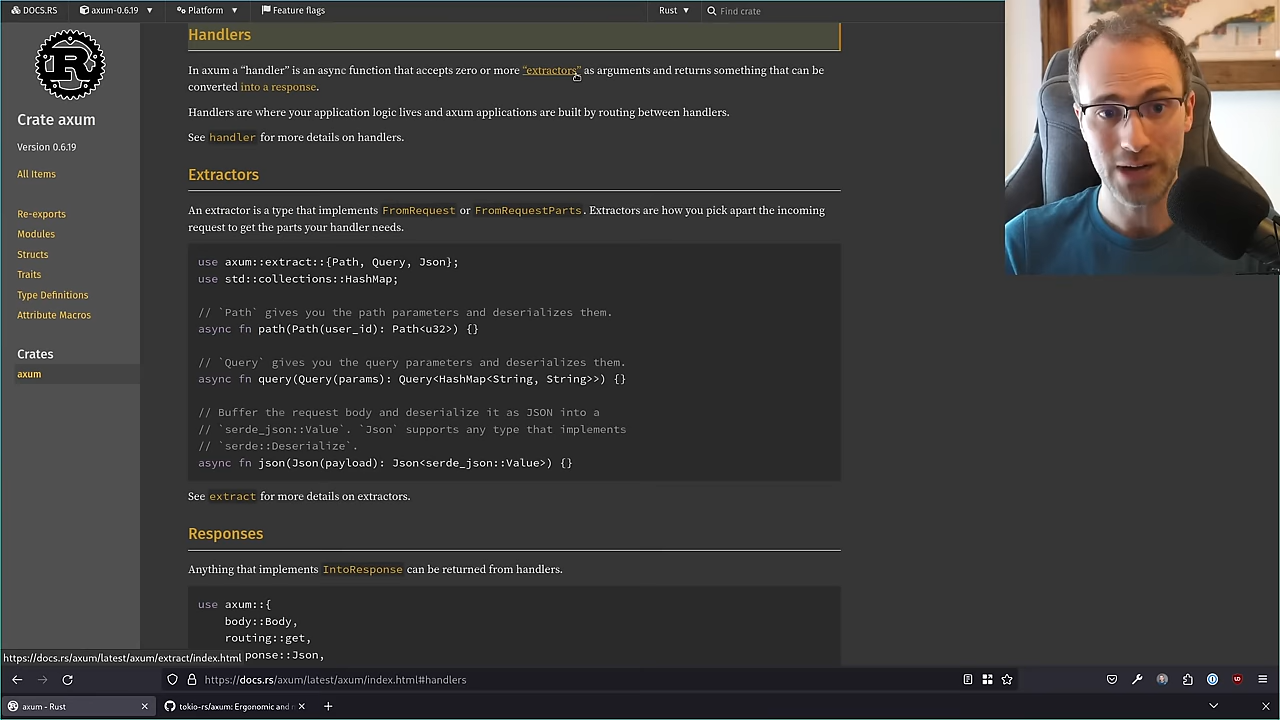 DOCS.RS axum-0.6.19 Platform Feature flags Rust Find crate
Crate axum
Version 0.6.19
All Items
Re-exports
Modules
Structs
Traits
Type Definitions
Attribute Macros
Crates
axum
Handlers
In axum a “handler” is an async function that accepts zero or more “extractors” as arguments and returns something that can be
converted into a response.
Handlers are where your application logic lives and axum applications are built by routing between handlers.
See handler for more details on handlers.
Extractors
An extractor is a type that implements FromRequest or FromRequestParts. Extractors are how you pick apart the incoming
request to get the parts your handler needs.
use axum::extract::{Path, Query, Json};
use std::collections::HashMap;
// `Path` gives you the path parameters and deserializes them.
async fn path(Path(user_id): Path<u32>) {}
// `Query` gives you the query parameters and deserializes them.
async fn query(Query(params): Query<HashMap<String, String>>) {}
// Buffer the request body and deserialize it as JSON into a
// `serde_json::Value`. `Json` supports any type that implements
// `serde::Deserialize`.
async fn json(Json(payload): Json<serde_json::Value>) {}
See extract for more details on extractors.
Responses
Anything that implements IntoResponse can be returned from handlers.
use axum::{
body::Body,
routing::get,
ponse::Json,
https://docs.rs/axum/latest/axum/extract/index.html
https://docs.rs/axum/latest/axum/index.html#handlers
axum - Rust tokio-rs/axum: Ergonomic and